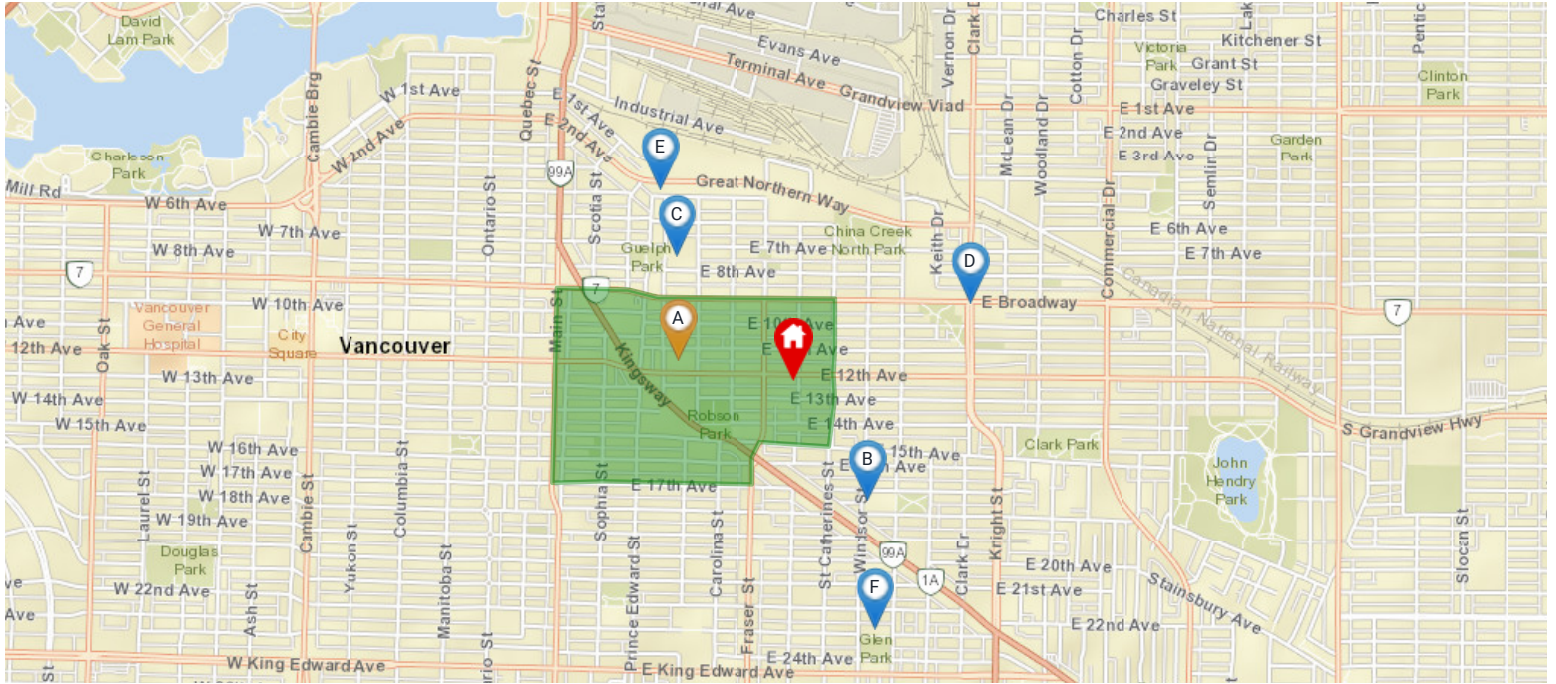 David
Lam Park
Charleson
Park
Mill Rd
Cambie Brg
W 1st Ave
W 2nd Ave
Quebec St
E 1st Ave
E 2nd Ave
Industrial Ave
Evans Ave
Terminal Ave
Grandview Viad
Vernon Dr
Clark D
McLean Dr
Woodland Dr
Cotton Dr
Charles St
Victoria
Park
Kitchener St
Grant St
Graveley St
E 1st Ave
E 2nd Ave
E 3rd Ave
Semlin Dr
Garden
Park
Clinton
Park
Pentic
Lak
99A
E
Great Northern Way
C
Scotia St
Ontario St
W 6th Ave
W 7th Ave
W 8th Ave
Guelph
Park
E 7th Ave
E 8th Ave
China Creek
North Park
Keith Dr
D
E Broadway
Commercial Dr
E 6th Ave
E 7th Ave
Canadian National Railway
7
7
7
W 10th Ave
Vancouver
General
Hospital
City
Square
Vancouver
Ave
12th Ave
Oak St
W 13th Ave
W 14th Ave
W 15th Ave
Main St
A
Kingsway
Robson
Park
E 12th Ave
E 13th Ave
E 14th Ave
15th Ave
B
Clark Park
S Grandview Hwy
John
Hendry
Park
W 16th Ave
W 17th Ave
W 18th Ave
W 19th Ave
Laurel St
Cambie St
Columbia St
Yukon St
Sophia St
E 17th Ave
Carolina St
St Catherines St
Windsor St
Clark Dr
Knight St
99A
1A
E 20th Ave
E 21st Ave
E 22nd Ave
Stainsbury Ave
Slocan St
Douglas
Park
W 22nd Ave
Ash St
Manitoba St
Prince Edward St
Fraser St
F
Glen
Park
E 24th Ave
W King Edward Ave
E King Edward Ave